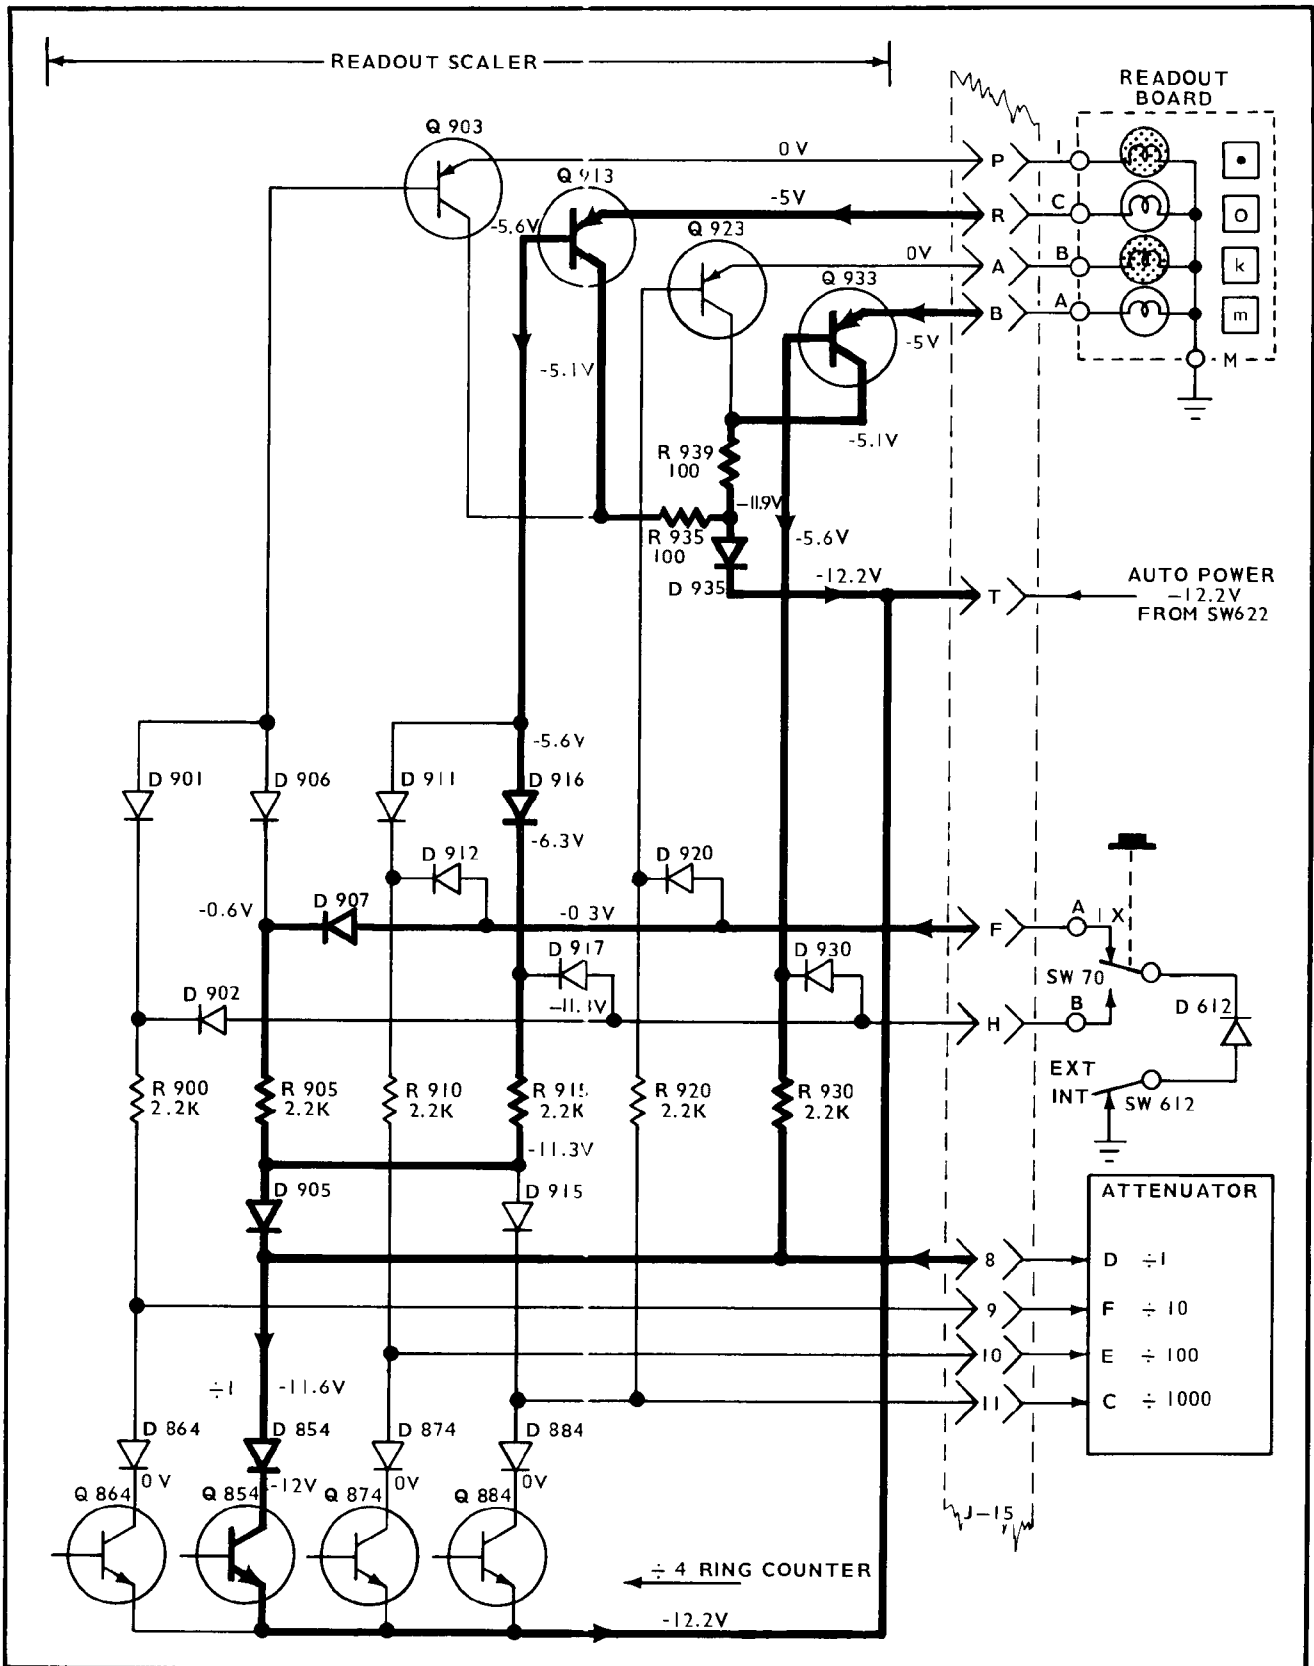 READOUT SCALER
READOUT
BOARD
Q 903
0 V
P
I
Q 913
-5V
R
C
O
-5.6V
Q 923
0V
A
B
k
Q 933
B
A
m
-5V
M
-5.1V
-5.1V
R 939
100
-11.9V
R 935
100
-5.6V
D 935
-12.2V
T
AUTO POWER
-12.2V
FROM SW622
-5.6V
D 901
D 906
D 911
D 916
-6.3V
D 912
D 920
D 907
-0.6V
-0.3V
F
A
1X
D 917
D 930
SW 70
D 902
H
B
D 612
R 900
2.2K
R 905
2.2K
R 910
2.2K
R 915
2.2K
R 920
2.2K
R 930
2.2K
EXT
INT
SW 612
-11.3V
D 905
D 915
ATTENUATOR
8
D ÷1
9
F ÷ 10
10
E ÷ 100
11
C ÷ 1000
÷1
-11.6V
D 864
D 854
D 874
D 884
0V
-12V
0V
0V
Q 864
Q 854
Q 874
Q 884
J-15
÷ 4 RING COUNTER
-12.2V